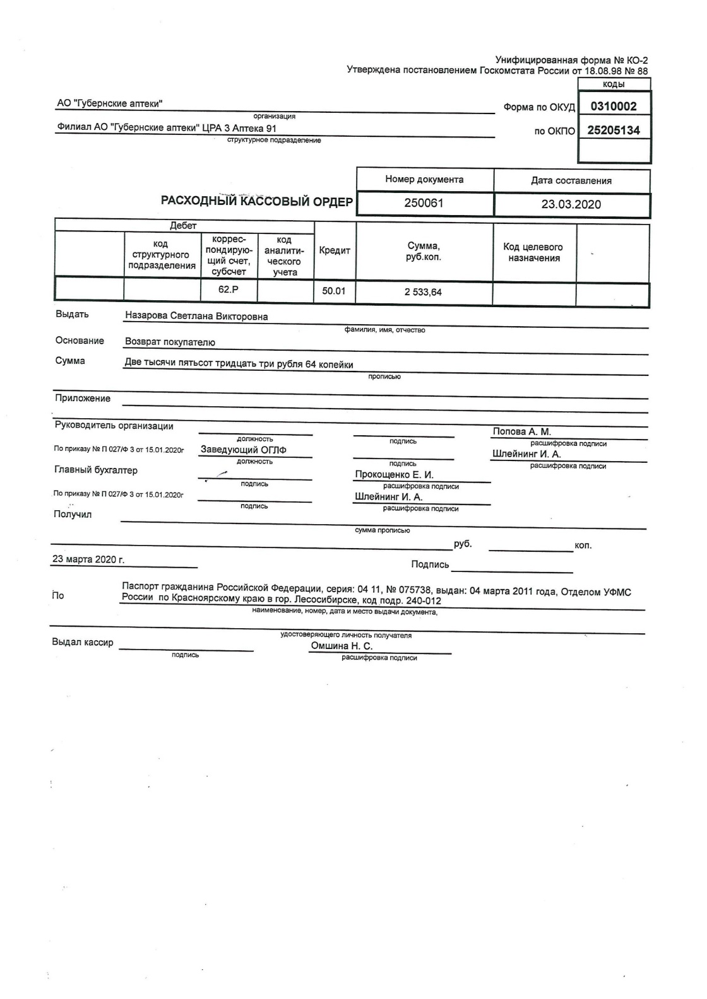 Унифицированная форма № КО-2
Утверждена постановлением Госкомстата России от 18.08.98 № 88
коды
АО "Губернские аптеки"
Форма по ОКУД 0310002
организация
Филиал АО "Губернские аптеки" ЦРА 3 Аптека 91
по ОКПО 25205134
структурное подразделение
Номер документа Дата составления
РАСХОДНЫЙ КАССОВЫЙ ОРДЕР 250061 23.03.2020
Дебет
код структурного подразделения
коррес-
пондирую-
щий счет,
субсчет
код
аналити-
ческого
учета
Кредит
Сумма,
руб.коп.
Код целевого
назначения
62.Р 50.01 2 533,64
Выдать Назарова Светлана Викторовна
фамилия, имя, отчество
Основание Возврат покупателю
Сумма Две тысячи пятьсот тридцать три рубля 64 копейки
прописью
Приложение
Руководитель организации Попова А. М.
должность подпись расшифровка подписи
По приказу № П 027/Ф 3 от 15.01.2020г Заведующий ОГЛФ Шлейнинг И. А.
должность подпись расшифровка подписи
Главный бухгалтер Прокощенко Е. И.
подпись расшифровка подписи
По приказу № П 027/Ф 3 от 15.01.2020г Шлейнинг И. А.
подпись расшифровка подписи
Получил
сумма прописью
руб. коп.
23 марта 2020 г. Подпись
По Паспорт гражданина Российской Федерации, серия: 04 11, № 075738, выдан: 04 марта 2011 года, Отделом УФМС
России по Красноярскому краю в гор. Лесосибирске, код подр. 240-012
наименование, номер, дата и место выдачи документа,
удостоверяющего личность получателя
Выдал кассир Омшина Н. С.
подпись расшифровка подписи